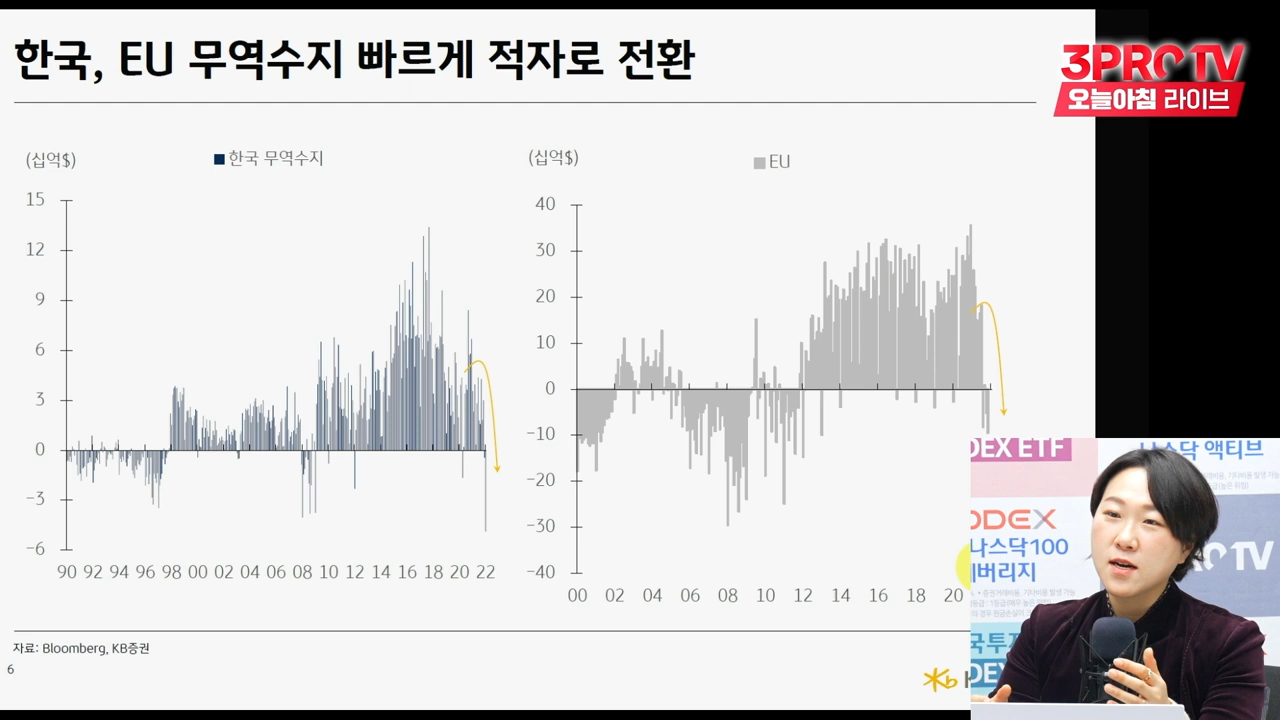 한국, EU 무역수지 빠르게 적자로 전환
3PRO TV
오늘아침 라이브
(십억$)
한국 무역수지
15
12
9
6
3
0
−3
−6
90 92 94 96 98 00 02 04 06 08 10 12 14 16 18 20 22
(십억$)
EU
40
30
20
10
0
−10
−20
−30
−40
00 02 04 06 08 10 12 14 16 18 20
자료: Bloomberg, KB증권
6
Kb
DEX ETF
나스닥 액티브
ODEX
나스닥100
TV
DEX